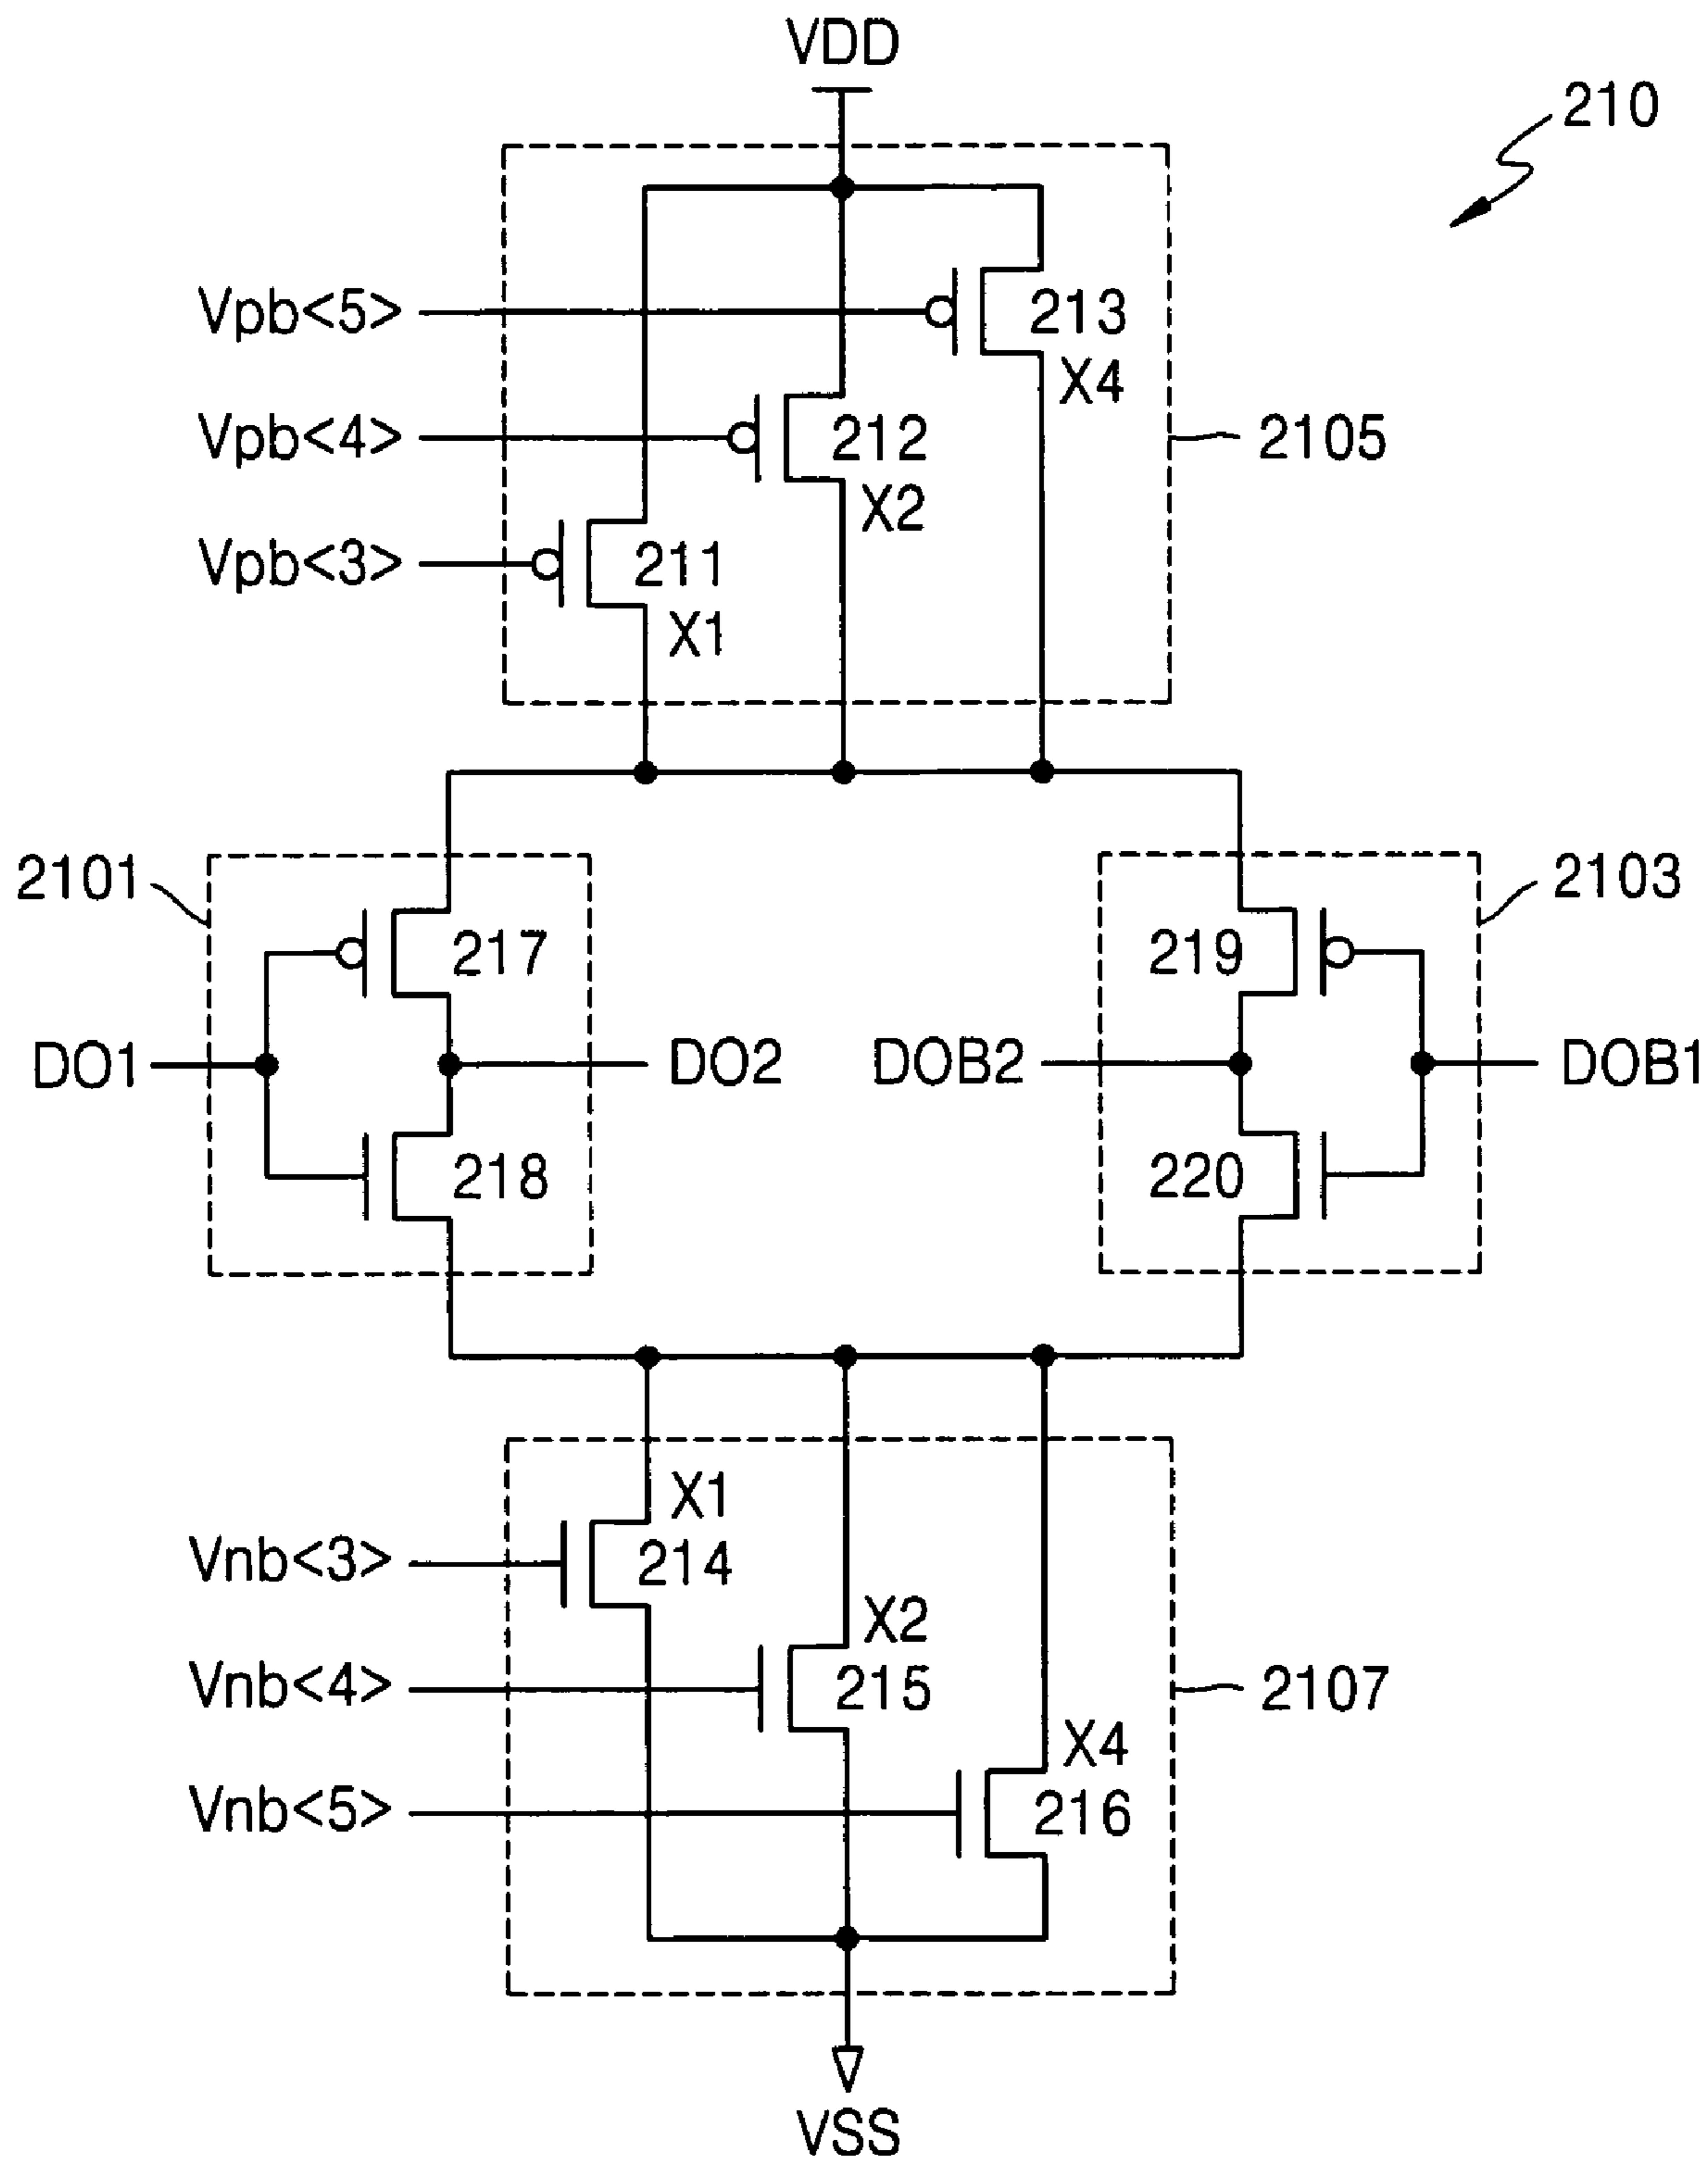 VDD
210
Vpb<5>
213
X4
Vpb<4>
212
X2
2105
Vpb<3>
211
X1
2101
2103
217
219
DO1
DO2
DOB2
DOB1
218
220
X1
Vnb<3>
214
X2
Vnb<4>
215
2107
X4
Vnb<5>
216
VSS